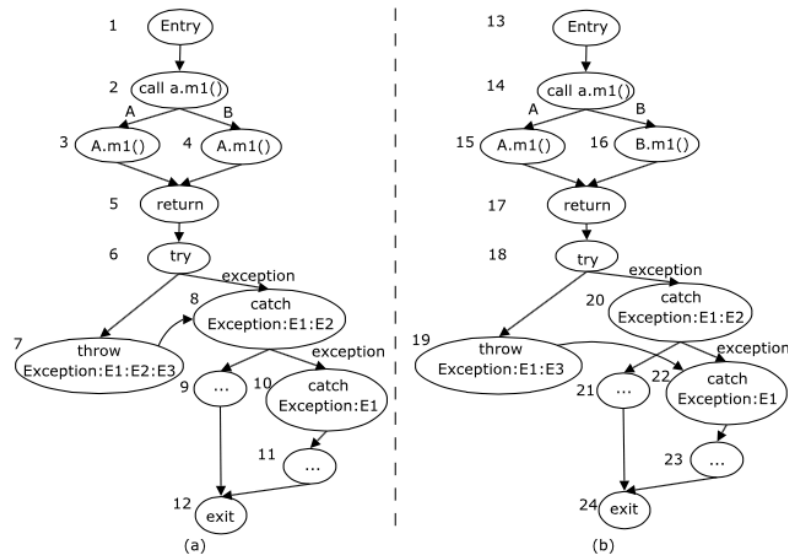 1
Entry
2
call a.m1()
A
B
3
A.m1()
4
A.m1()
5
return
6
try
exception
8
catch
Exception:E1:E2
7
throw
Exception:E1:E2:E3
exception
9
...
10
catch
Exception:E1
11
...
12
exit
(a)
13
Entry
14
call a.m1()
A
B
15
A.m1()
16
B.m1()
17
return
18
try
exception
20
catch
Exception:E1:E2
19
throw
Exception:E1:E3
exception
21
...
22
catch
Exception:E1
23
...
24
exit
(b)